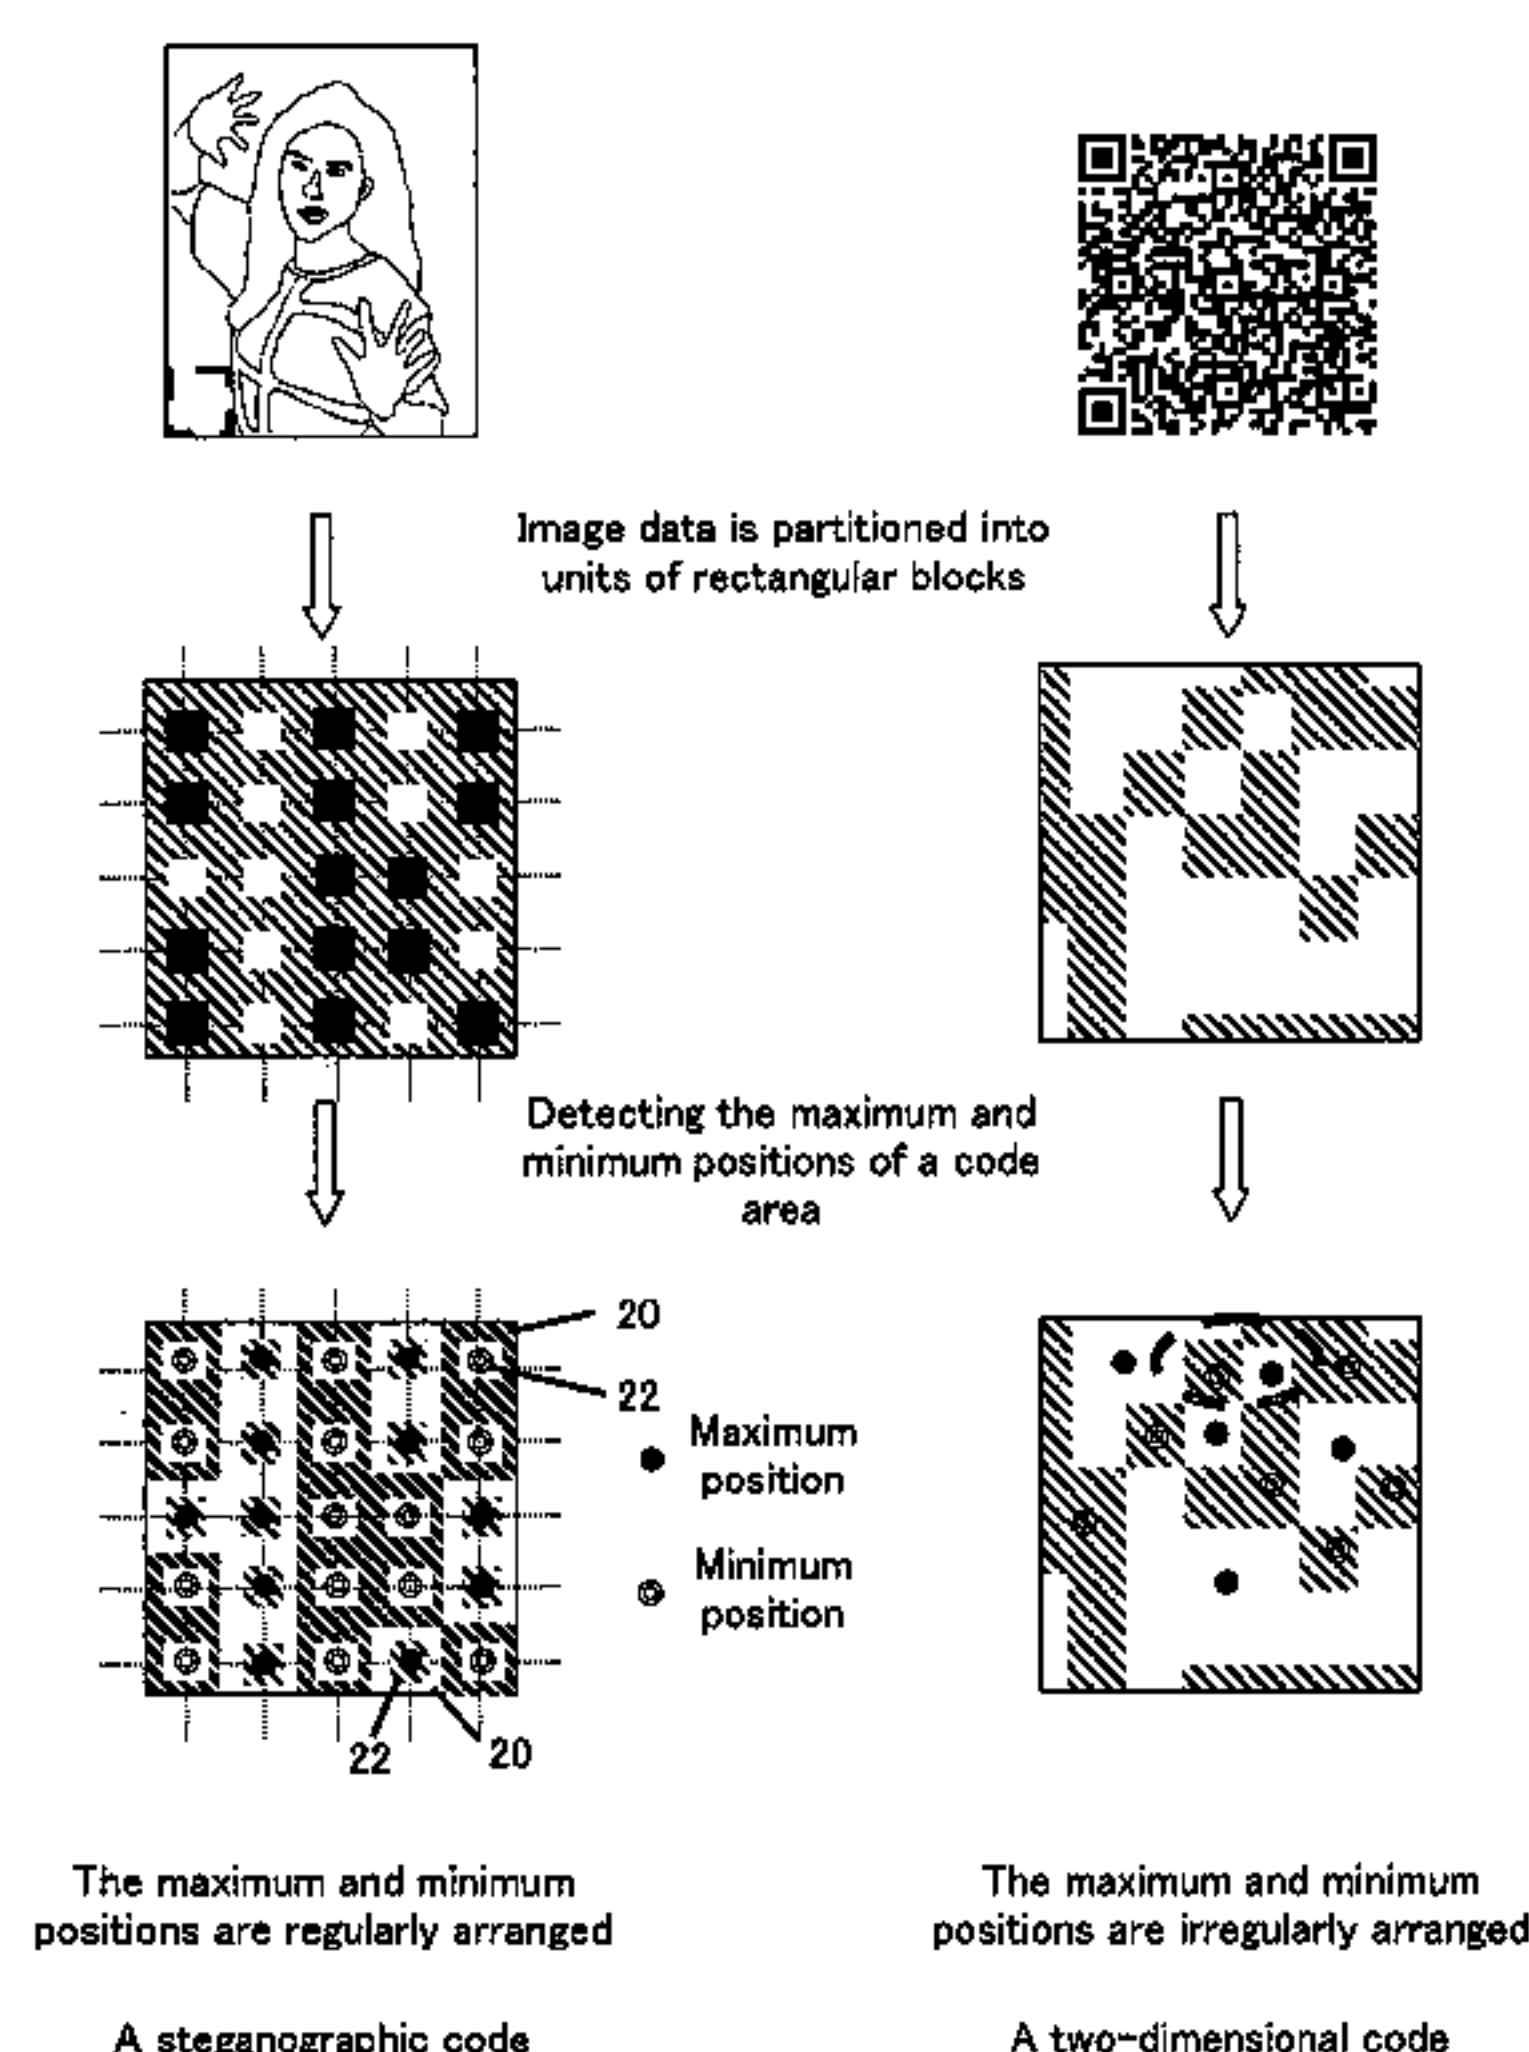 Image data is partitioned into
units of rectangular blocks
Detecting the maximum and
minimum positions of a code
area
20
22
Maximum
position
Minimum
position
22
20
The maximum and minimum
positions are regularly arranged
The maximum and minimum
positions are irregularly arranged
A steganographic code
A two-dimensional code